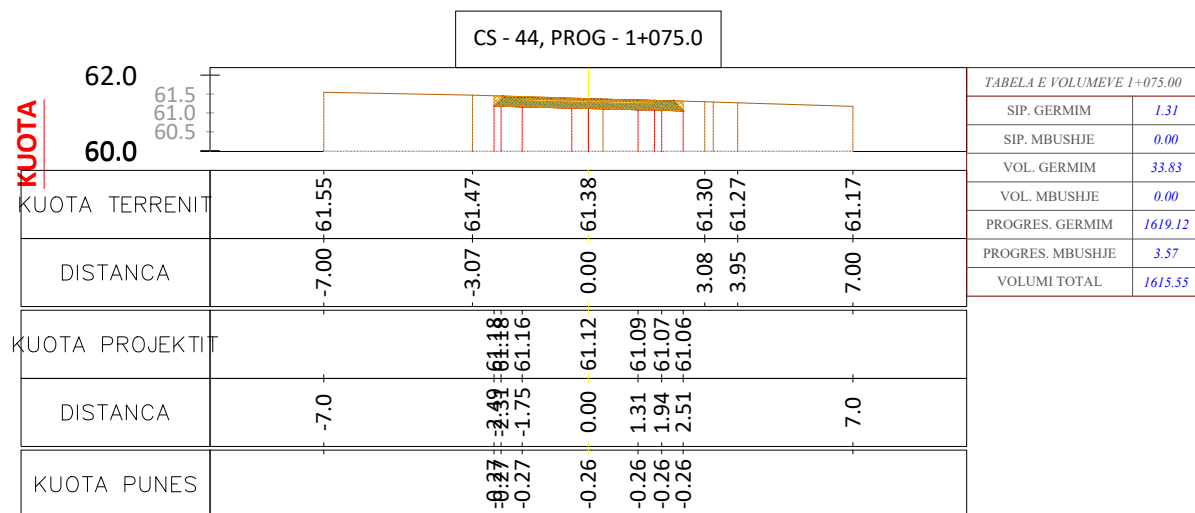 CS - 44, PROG - 1+075.0
KUOTA
62.0
61.5
61.0
60.5
60.0
KUOTA TERRENIT 61.55 61.47 61.38 61.30 61.27 61.17
DISTANCA -7.00 -3.07 0.00 3.08 3.95 7.00
KUOTA PROJEKTIT 61.18 61.18 61.16 61.12 61.09 61.07 61.06
DISTANCA -7.0 -2.49 -2.31 -1.75 0.00 1.31 1.94 2.51 7.0
KUOTA PUNES -0.27 -0.27 -0.27 -0.26 -0.26 -0.26 -0.26
TABELA E VOLUMEVE 1+075.00
SIP. GERMIM 1.31
SIP. MBUSHJE 0.00
VOL. GERMIM 33.83
VOL. MBUSHJE 0.00
PROGRES. GERMIM 1619.12
PROGRES. MBUSHJE 3.57
VOLUMI TOTAL 1615.55